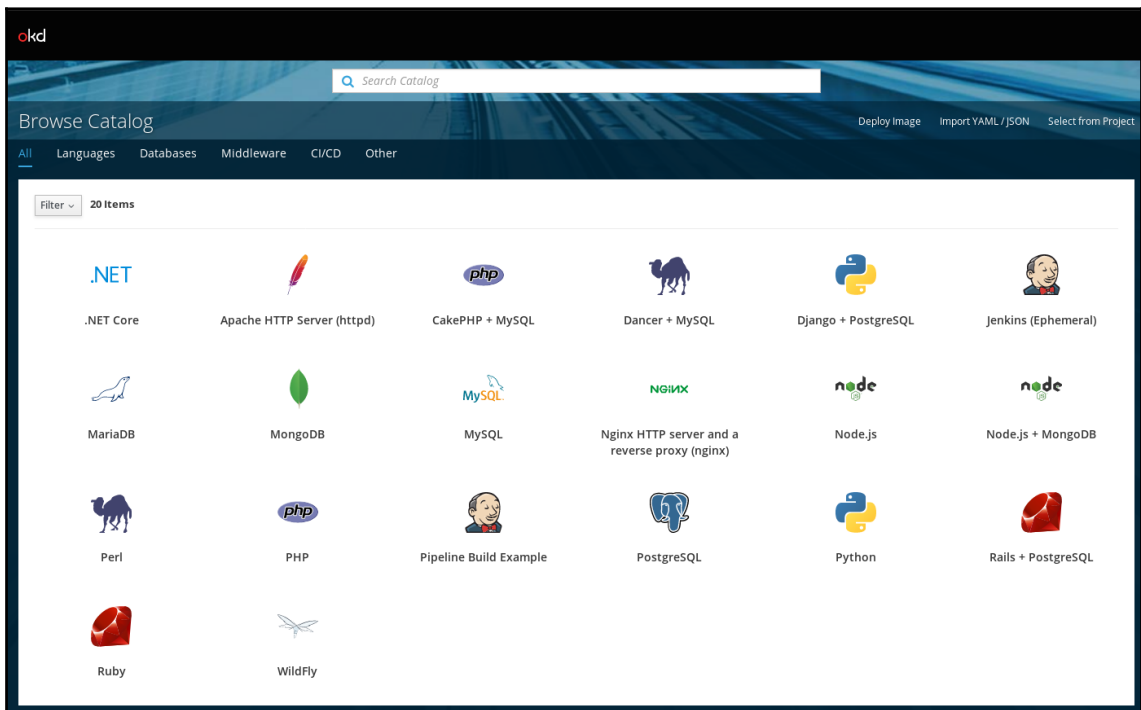 okd
Search Catalog
Browse Catalog
Deploy Image Import YAML / JSON Select from Project
All Languages Databases Middleware CI/CD Other
Filter 20 Items
.NET
php
.NET Core Apache HTTP Server (httpd) CakePHP + MySQL Dancer + MySQL Django + PostgreSQL Jenkins (Ephemeral)
MySQL
NGINX
node
JS
node
JS
MariaDB MongoDB MySQL Nginx HTTP server and a reverse proxy (nginx) Node.js Node.js + MongoDB
php
Perl PHP Pipeline Build Example PostgreSQL Python Rails + PostgreSQL
Ruby WildFly